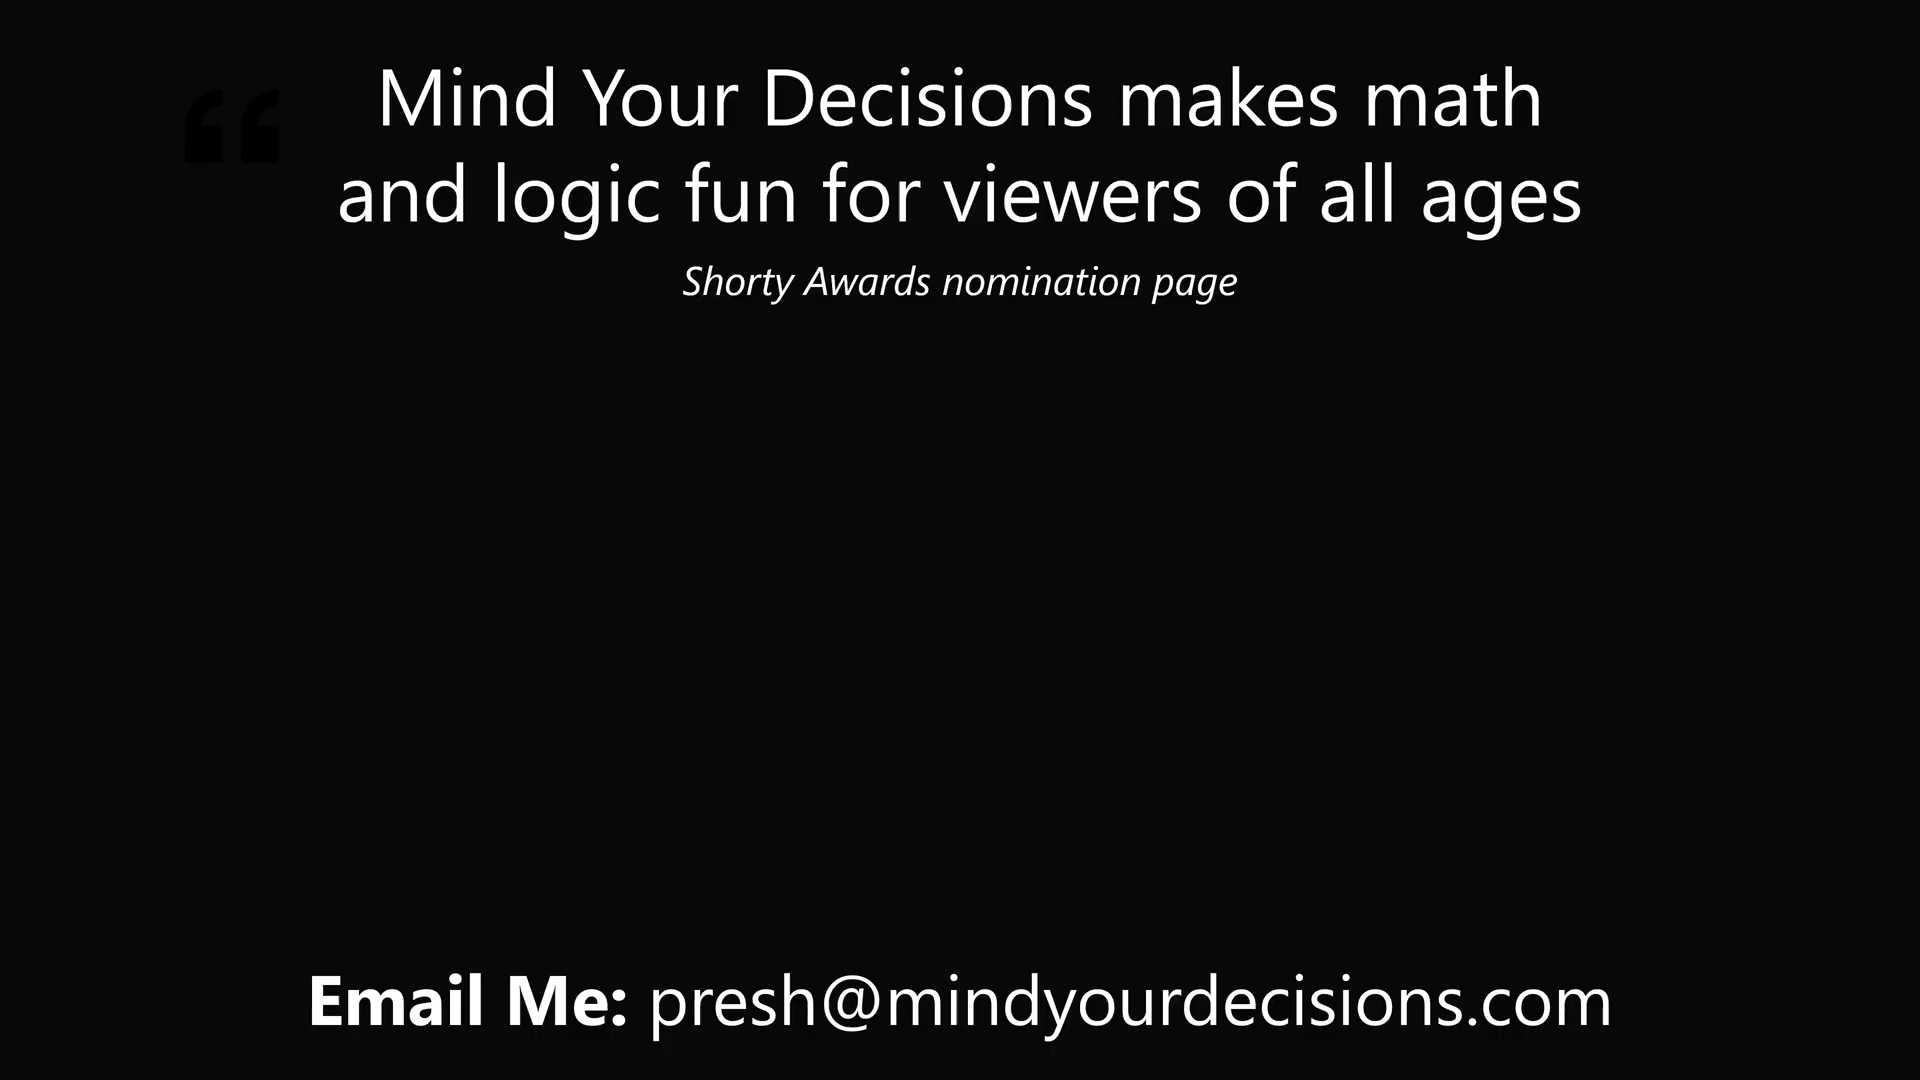 “
Mind Your Decisions makes math
and logic fun for viewers of all ages
Shorty Awards nomination page
Email Me: presh@mindyourdecisions.com